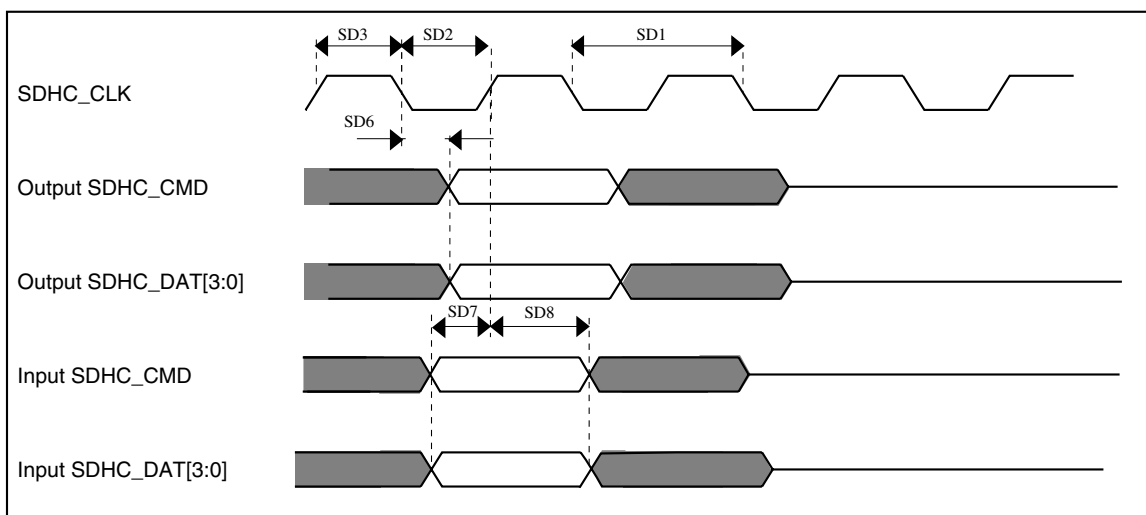 SD3
SD2
SD1
SDHC_CLK
SD6
Output SDHC_CMD
Output SDHC_DAT[3:0]
SD7
SD8
Input SDHC_CMD
Input SDHC_DAT[3:0]